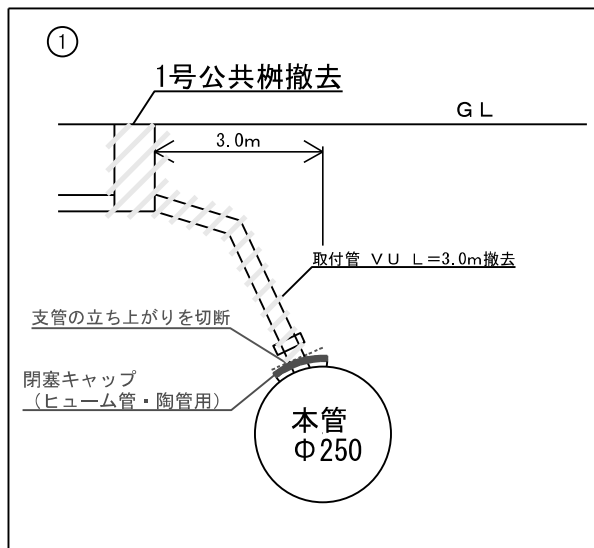 ①
1号公共桝撤去
GL
3.0m
取付管 VU L=3.0m撤去
支管の立ち上がりを切断
閉塞キャップ
（ヒューム管・陶管用）
本管
Φ250